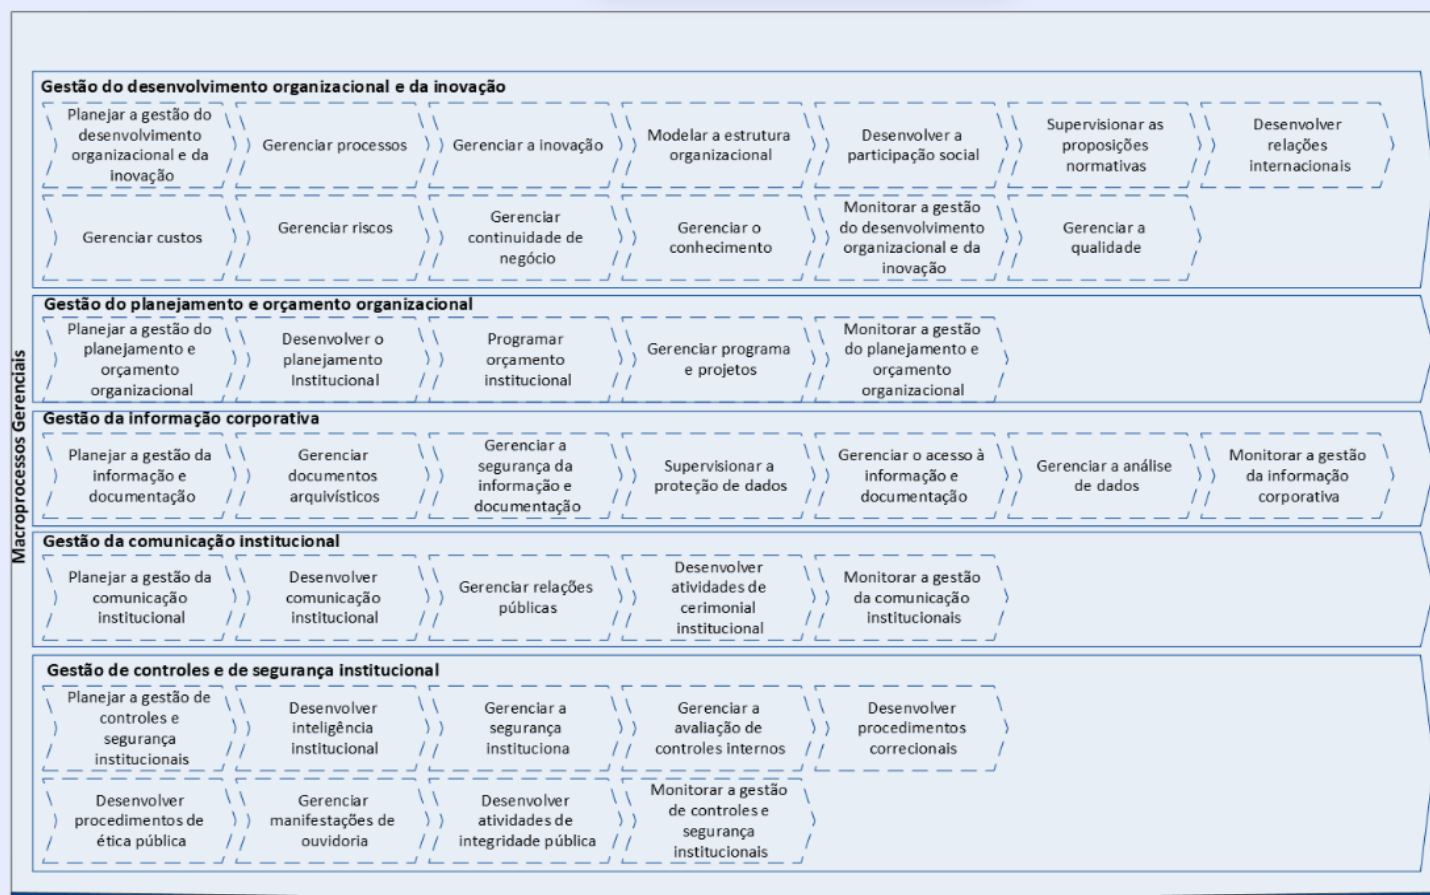 Macroprocessos Gerenciais
Gestão do desenvolvimento organizacional e da inovação
Planejar a gestão do
desenvolvimento
organizacional e da
inovação
Gerenciar processos
Gerenciar a inovação
Modelar a estrutura
organizacional
Desenvolver a
participação social
Supervisionar as
proposições
normativas
Desenvolver
relações
internacionais
Gerenciar custos
Gerenciar riscos
Gerenciar
continuidade de
negócio
Gerenciar o
conhecimento
Monitorar a gestão
do desenvolvimento
organizacional e da
inovação
Gerenciar a
qualidade
Gestão do planejamento e orçamento organizacional
Planejar a gestão do
planejamento e
orçamento
organizacional
Desenvolver o
planejamento
Institucional
Programar
orçamento
institucional
Gerenciar programa
e projetos
Monitorar a gestão
do planejamento e
orçamento
organizacional
Gestão da informação corporativa
Planejar a gestão da
informação e
documentação
Gerenciar
documentos
arquivísticos
Gerenciar a
segurança da
informação e
documentação
Supervisionar a
proteção de dados
Gerenciar o acesso à
informação e
documentação
Gerenciar a análise
de dados
Monitorar a gestão
da informação
corporativa
Gestão da comunicação institucional
Planejar a gestão da
comunicação
institucional
Desenvolver
comunicação
institucional
Gerenciar relações
públicas
Desenvolver
atividades de
cerimonial
institucional
Monitorar a gestão
da comunicação
institucionais
Gestão de controles e de segurança institucional
Planejar a gestão de
controles e
segurança
institucionais
Desenvolver
inteligência
institucional
Gerenciar a
segurança
instituciona
Gerenciar a
avaliação de
controles internos
Desenvolver
procedimentos
correcionais
Desenvolver
procedimentos de
ética pública
Gerenciar
manifestações de
ouvidoria
Desenvolver
atividades de
integridade pública
Monitorar a gestão
de controles e
segurança
institucionais